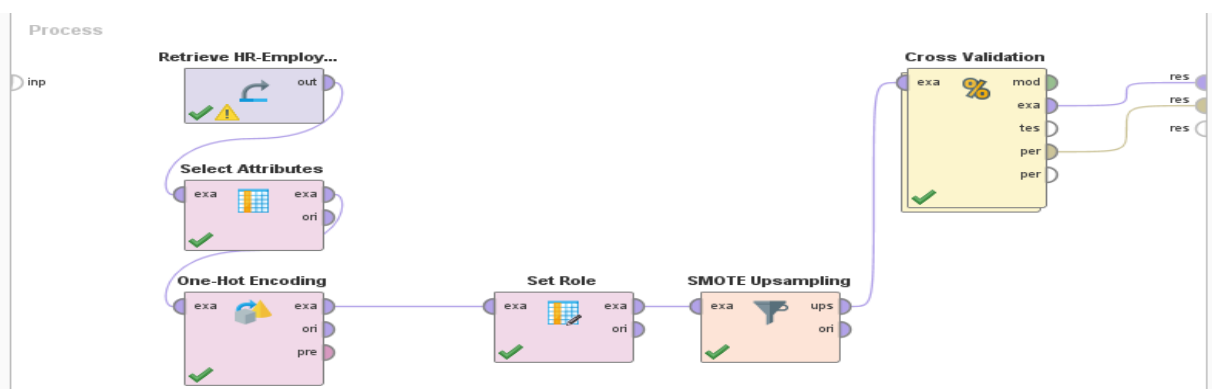 Process
inp
Retrieve HR-Employ...
out
Select Attributes
exa exa
ori
One-Hot Encoding
exa exa
ori
pre
Set Role
exa exa
ori
SMOTE Upsampling
exa ups
ori
Cross Validation
exa % mod
exa
tes
per
per
res
res
res